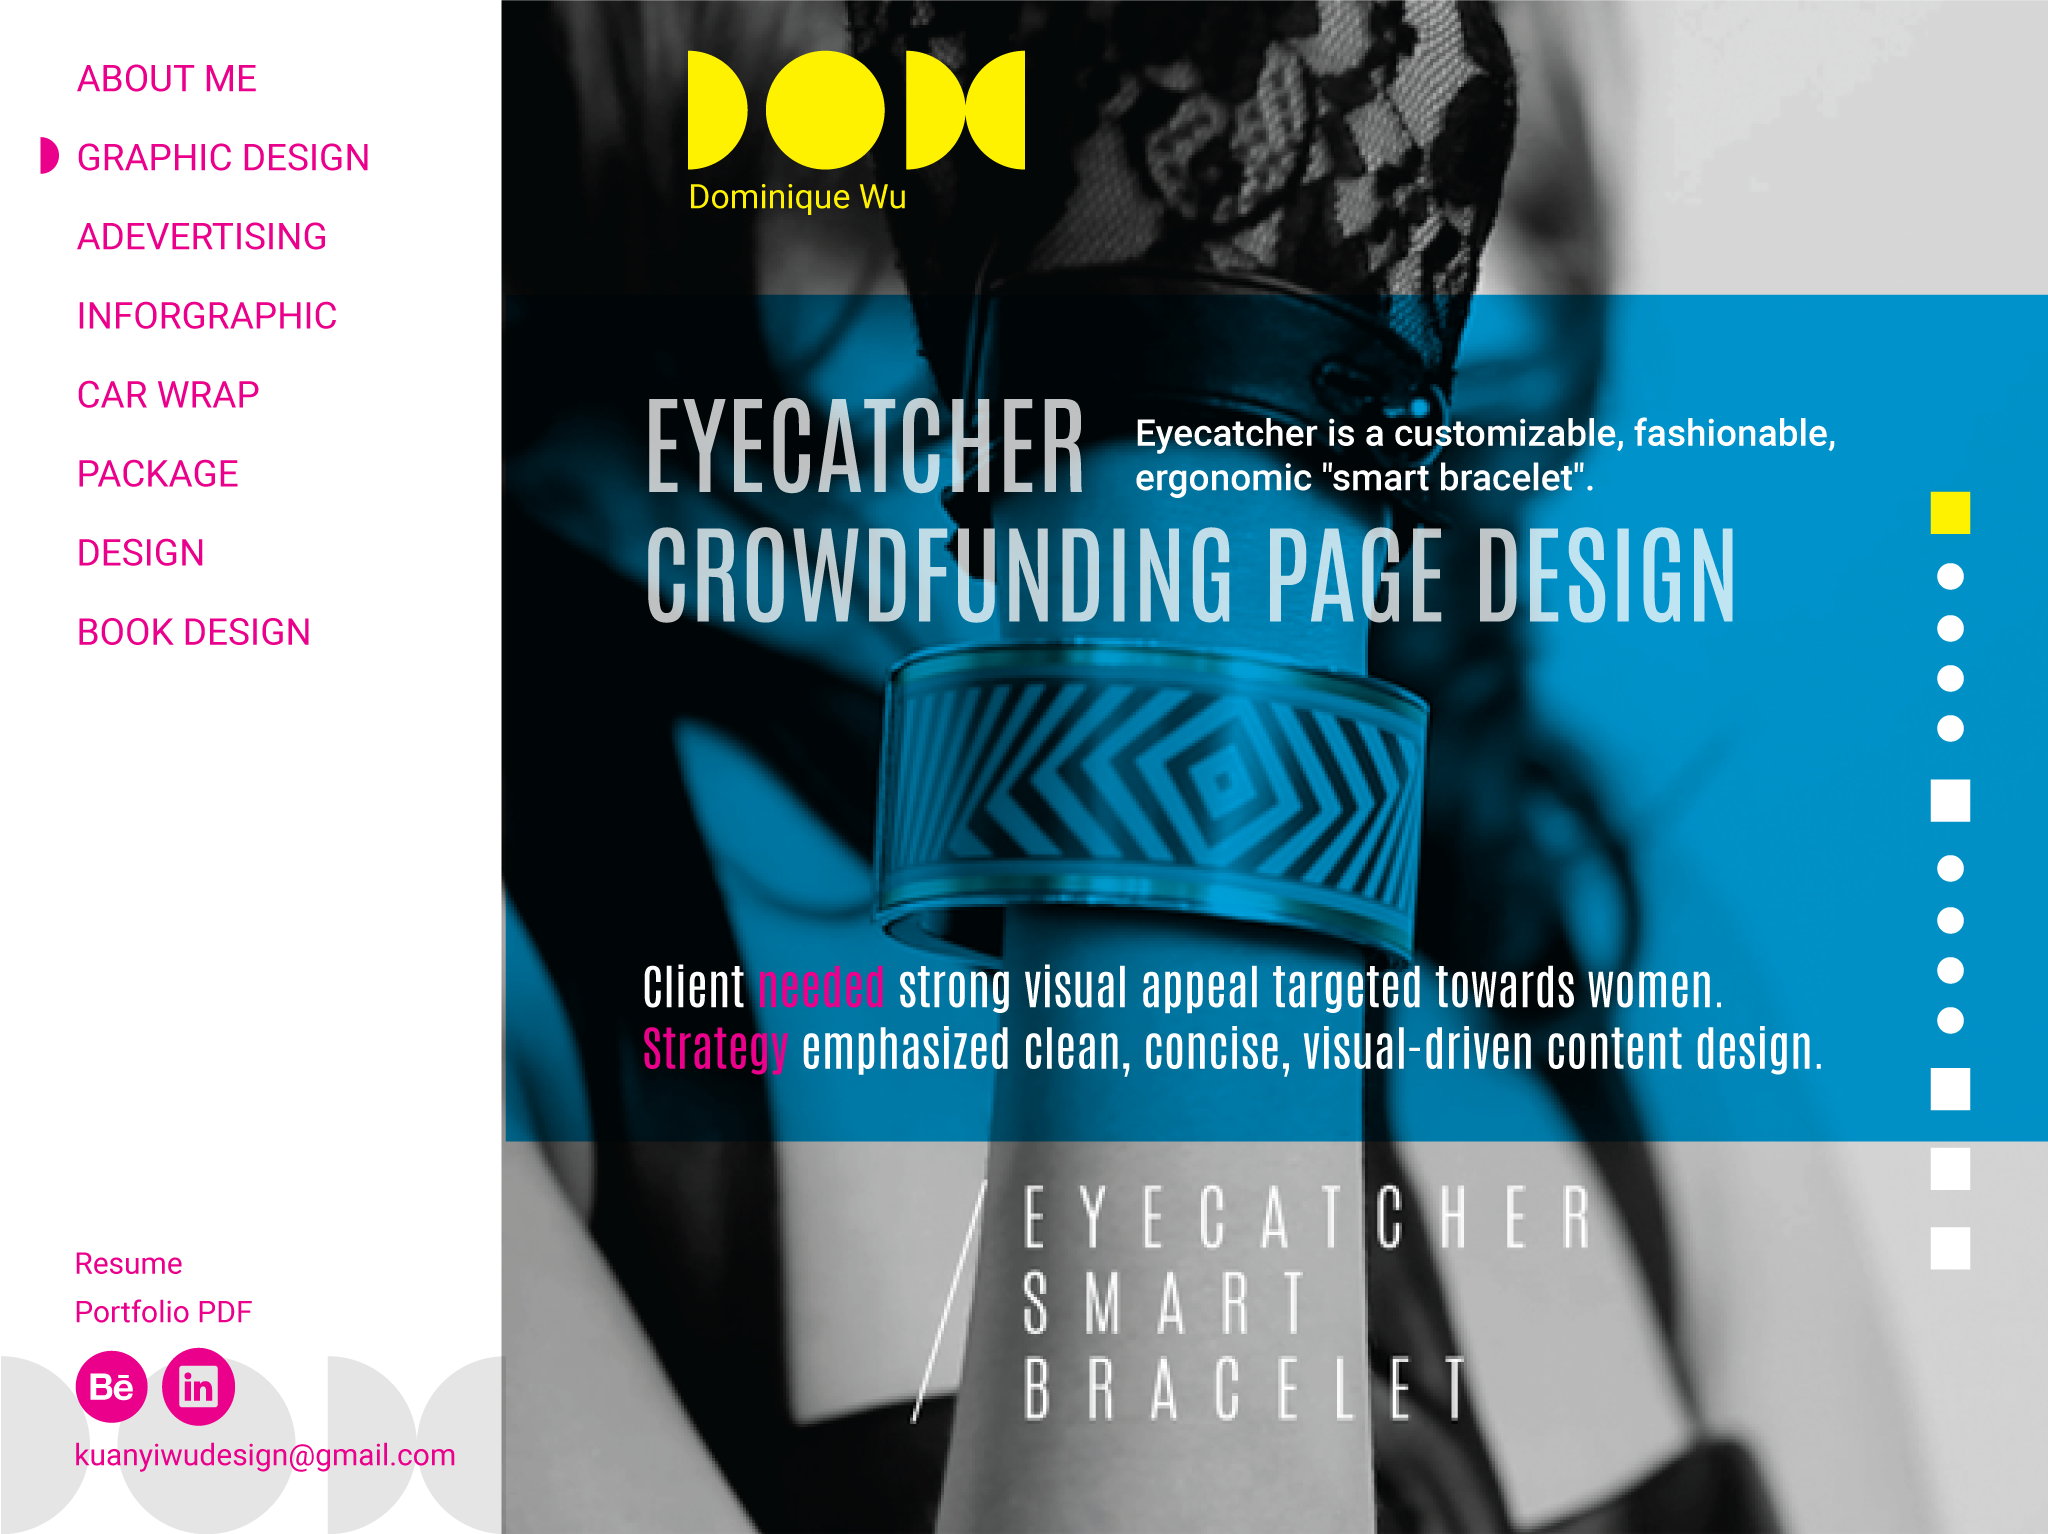 ABOUT ME
GRAPHIC DESIGN
ADEVERTISING
INFORGRAPHIC
CAR WRAP
PACKAGE
DESIGN
BOOK DESIGN
Resume
Portfolio PDF
Bē in
kuanyiwudesign@gmail.com
Dominique Wu
EYECATCHER
Eyecatcher is a customizable, fashionable,
ergonomic "smart bracelet".
CROWDFUNDING PAGE DESIGN
Client needed strong visual appeal targeted towards women.
Strategy emphasized clean, concise, visual-driven content design.
EYECATCHER
SMART
BRACELET